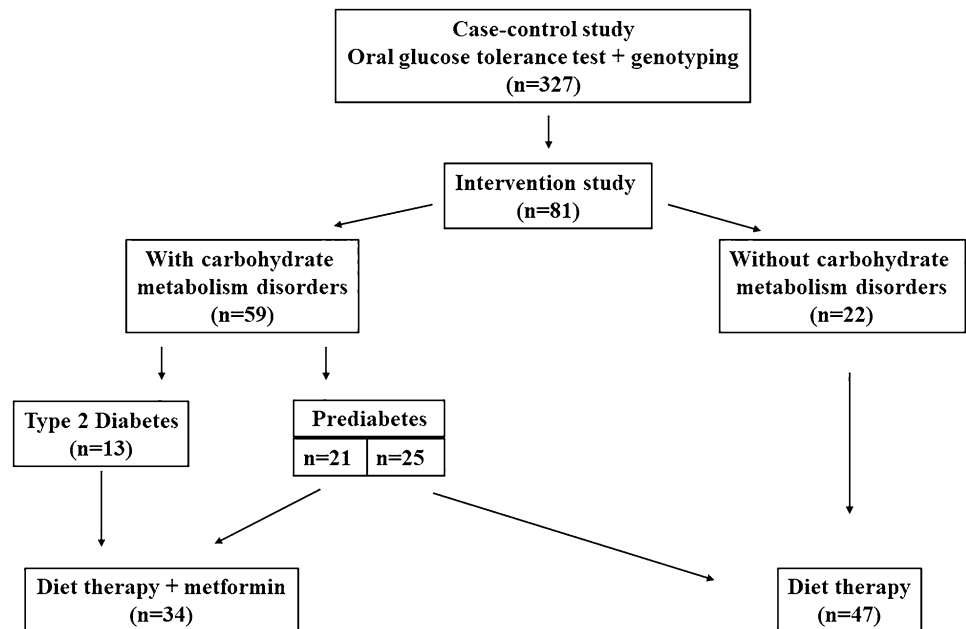 Case-control study
Oral glucose tolerance test + genotyping
(n=327)
Intervention study
(n=81)
With carbohydrate
metabolism disorders
(n=59)
Without carbohydrate
metabolism disorders
(n=22)
Type 2 Diabetes
(n=13)
Prediabetes
n=21 n=25
Diet therapy + metformin
(n=34)
Diet therapy
(n=47)